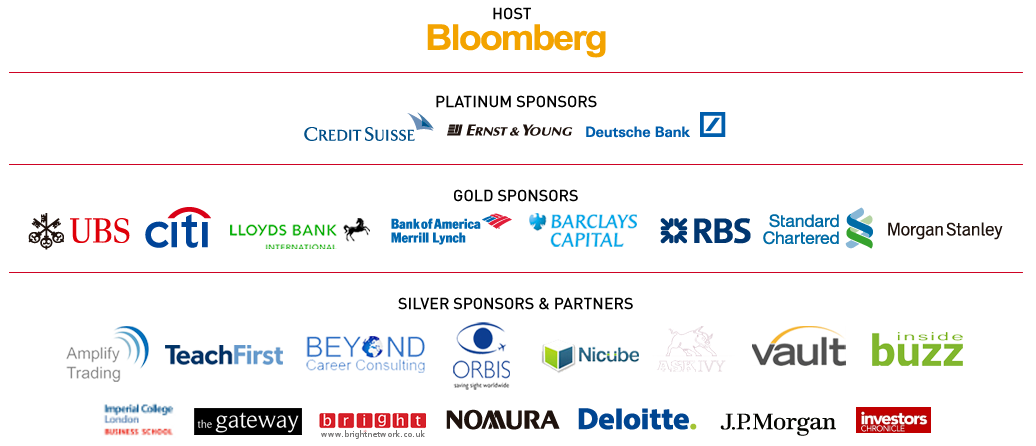 HOST
Bloomberg
PLATINUM SPONSORS
CREDIT SUISSE ERNST & YOUNG Deutsche Bank
GOLD SPONSORS
UBS citi LLOYDS BANK INTERNATIONAL Bank of America Merrill Lynch BARCLAYS CAPITAL RBS Standard Chartered Morgan Stanley
SILVER SPONSORS & PARTNERS
Amplify Trading TeachFirst BEYOND Career Consulting ORBIS saving sight worldwide Nicube ASK IVY vault inside buzz
Imperial College London BUSINESS SCHOOL the gateway bright www.brightnetwork.co.uk NOMURA Deloitte. J.P.Morgan investors CHRONICLE